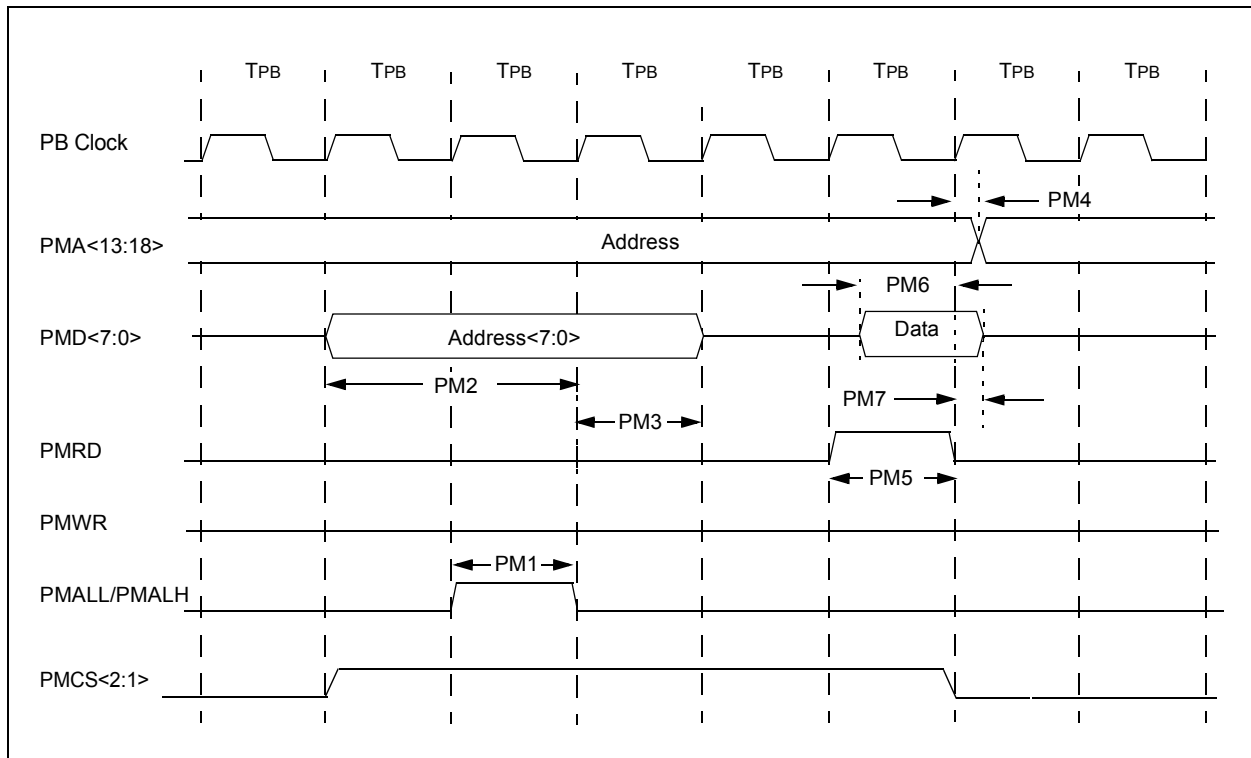 TPB TPB TPB TPB TPB TPB TPB TPB
PB Clock
PM4
PMA<13:18>
Address
PM6
PMD<7:0>
Address<7:0>
Data
PM2
PM7
PM3
PMRD
PM5
PMWR
PM1
PMALL/PMALH
PMCS<2:1>